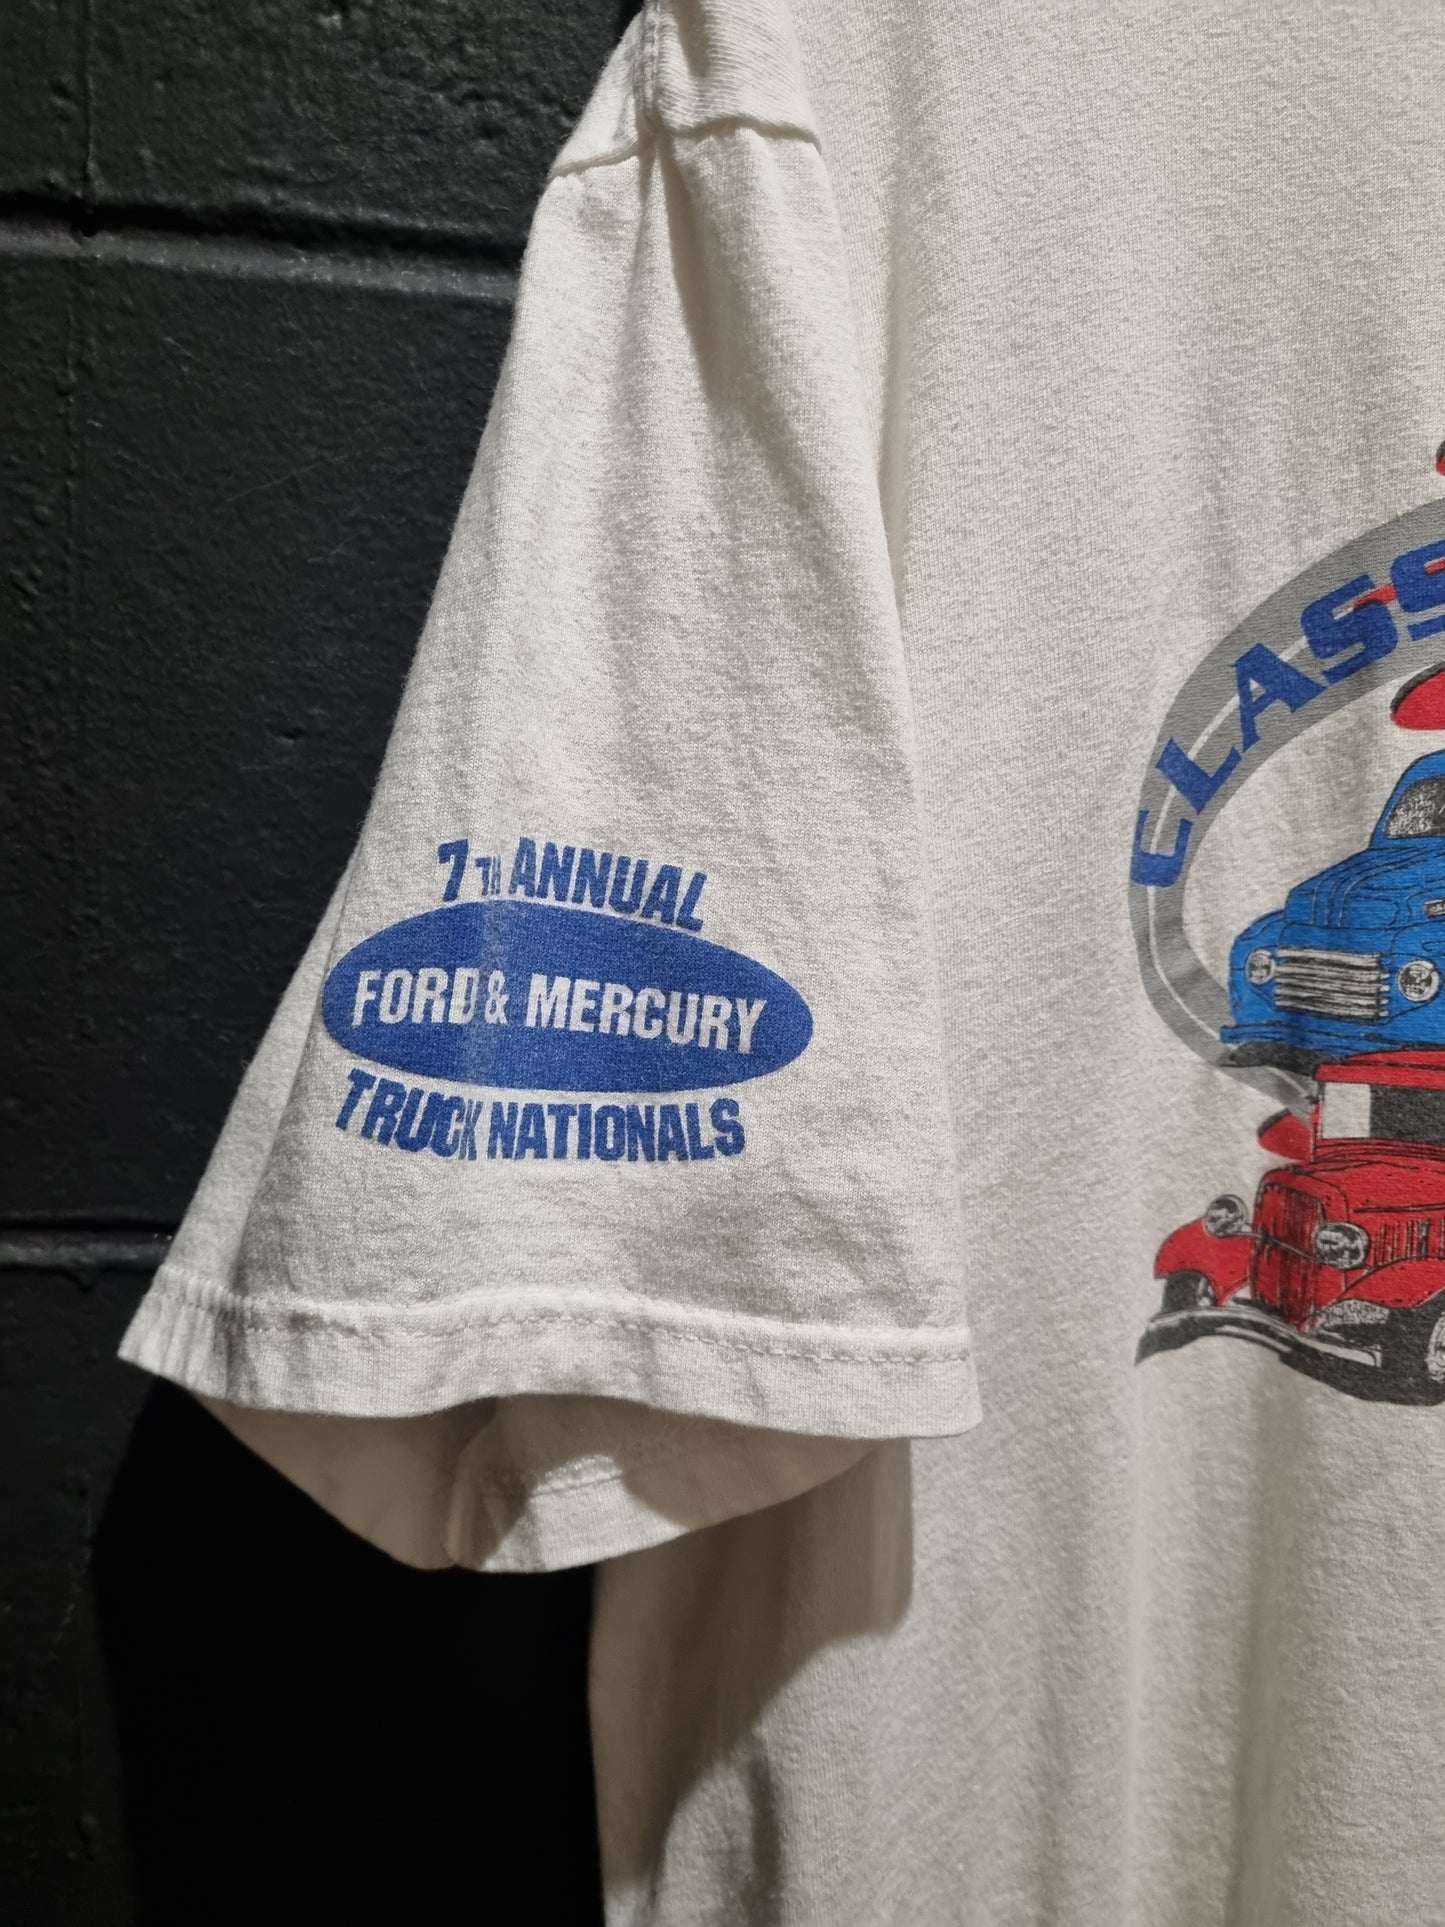 7TH ANNUAL
FORD & MERCURY
TRUCK NATIONALS
CLASS